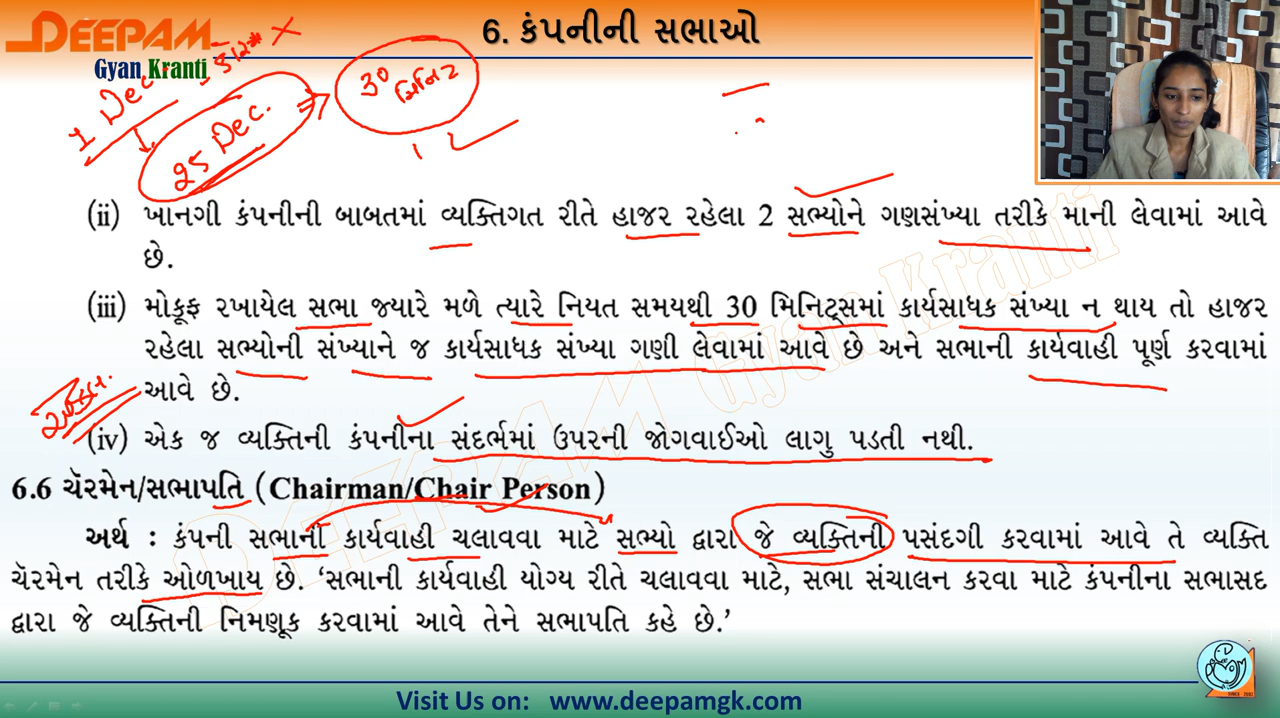 DEEPAM
Gyan Kranti
6. કંપનીની સભાઓ
1 Dec
25 Dec.
30 મિનિટ
(ii) ખાનગી કંપનીની બાબતમાં વ્યક્તિગત રીતે હાજર રહેલા 2 સભ્યોને ગણસંખ્યા તરીકે માની લેવામાં આવે
છે.
(iii) મોકૂફ રખાયેલ સભા જ્યારે મળે ત્યારે નિયત સમયથી 30 મિનિટ્સમાં કાર્યસાધક સંખ્યા ન થાય તો હાજર
રહેલા સભ્યોની સંખ્યાને જ કાર્યસાધક સંખ્યા ગણી લેવામાં આવે છે અને સભાની કાર્યવાહી પૂર્ણ કરવામાં
આવે છે.
(iv) એક જ વ્યક્તિની કંપનીના સંદર્ભમાં ઉપરની જોગવાઈઓ લાગુ પડતી નથી.
6.6 ચૅરમેન/સભાપતિ (Chairman/Chair Person)
અર્થ : કંપની સભાની કાર્યવાહી ચલાવવા માટે સભ્યો દ્વારા જે વ્યક્તિની પસંદગી કરવામાં આવે તે વ્યક્તિ
ચૅરમેન તરીકે ઓળખાય છે. ‘સભાની કાર્યવાહી યોગ્ય રીતે ચલાવવા માટે, સભા સંચાલન કરવા માટે કંપનીના સભાસદ
દ્વારા જે વ્યક્તિની નિમણૂક કરવામાં આવે તેને સભાપતિ કહે છે.’
DEEPAM Gyan Kranti
Visit Us on: www.deepamgk.com